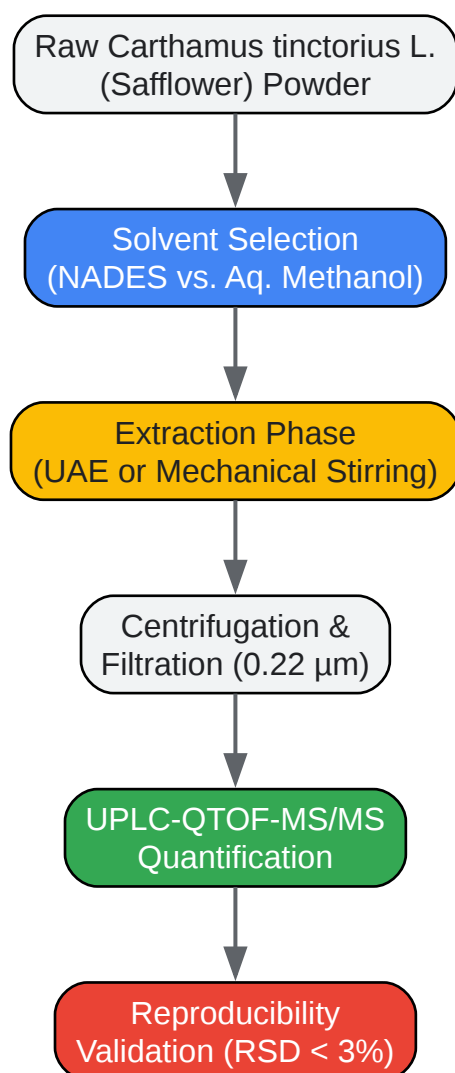 Raw Carthamus tinctorius L.
(Safflower) Powder
Solvent Selection
(NADES vs. Aq. Methanol)
Extraction Phase
(UAE or Mechanical Stirring)
Centrifugation &
Filtration (0.22 µm)
UPLC-QTOF-MS/MS
Quantification
Reproducibility
Validation (RSD < 3%)